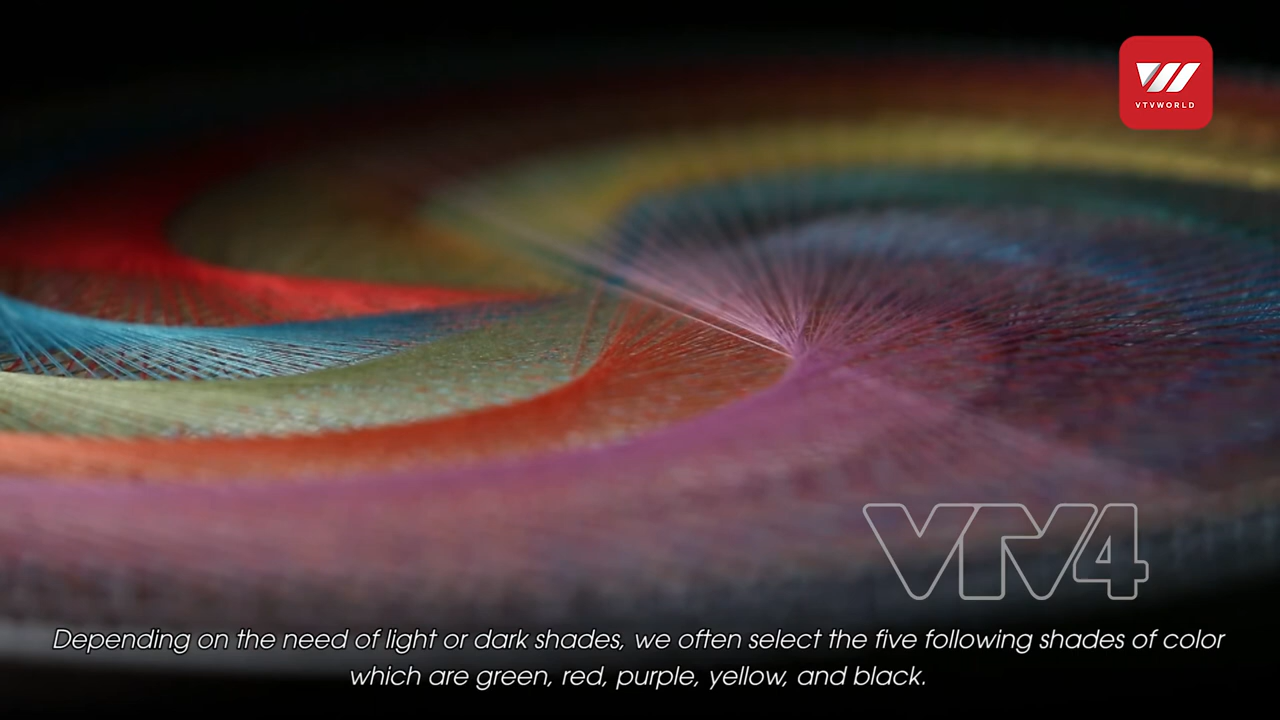 VTVWORLD
VTV4
Depending on the need of light or dark shades, we often select the five following shades of color
which are green, red, purple, yellow, and black.